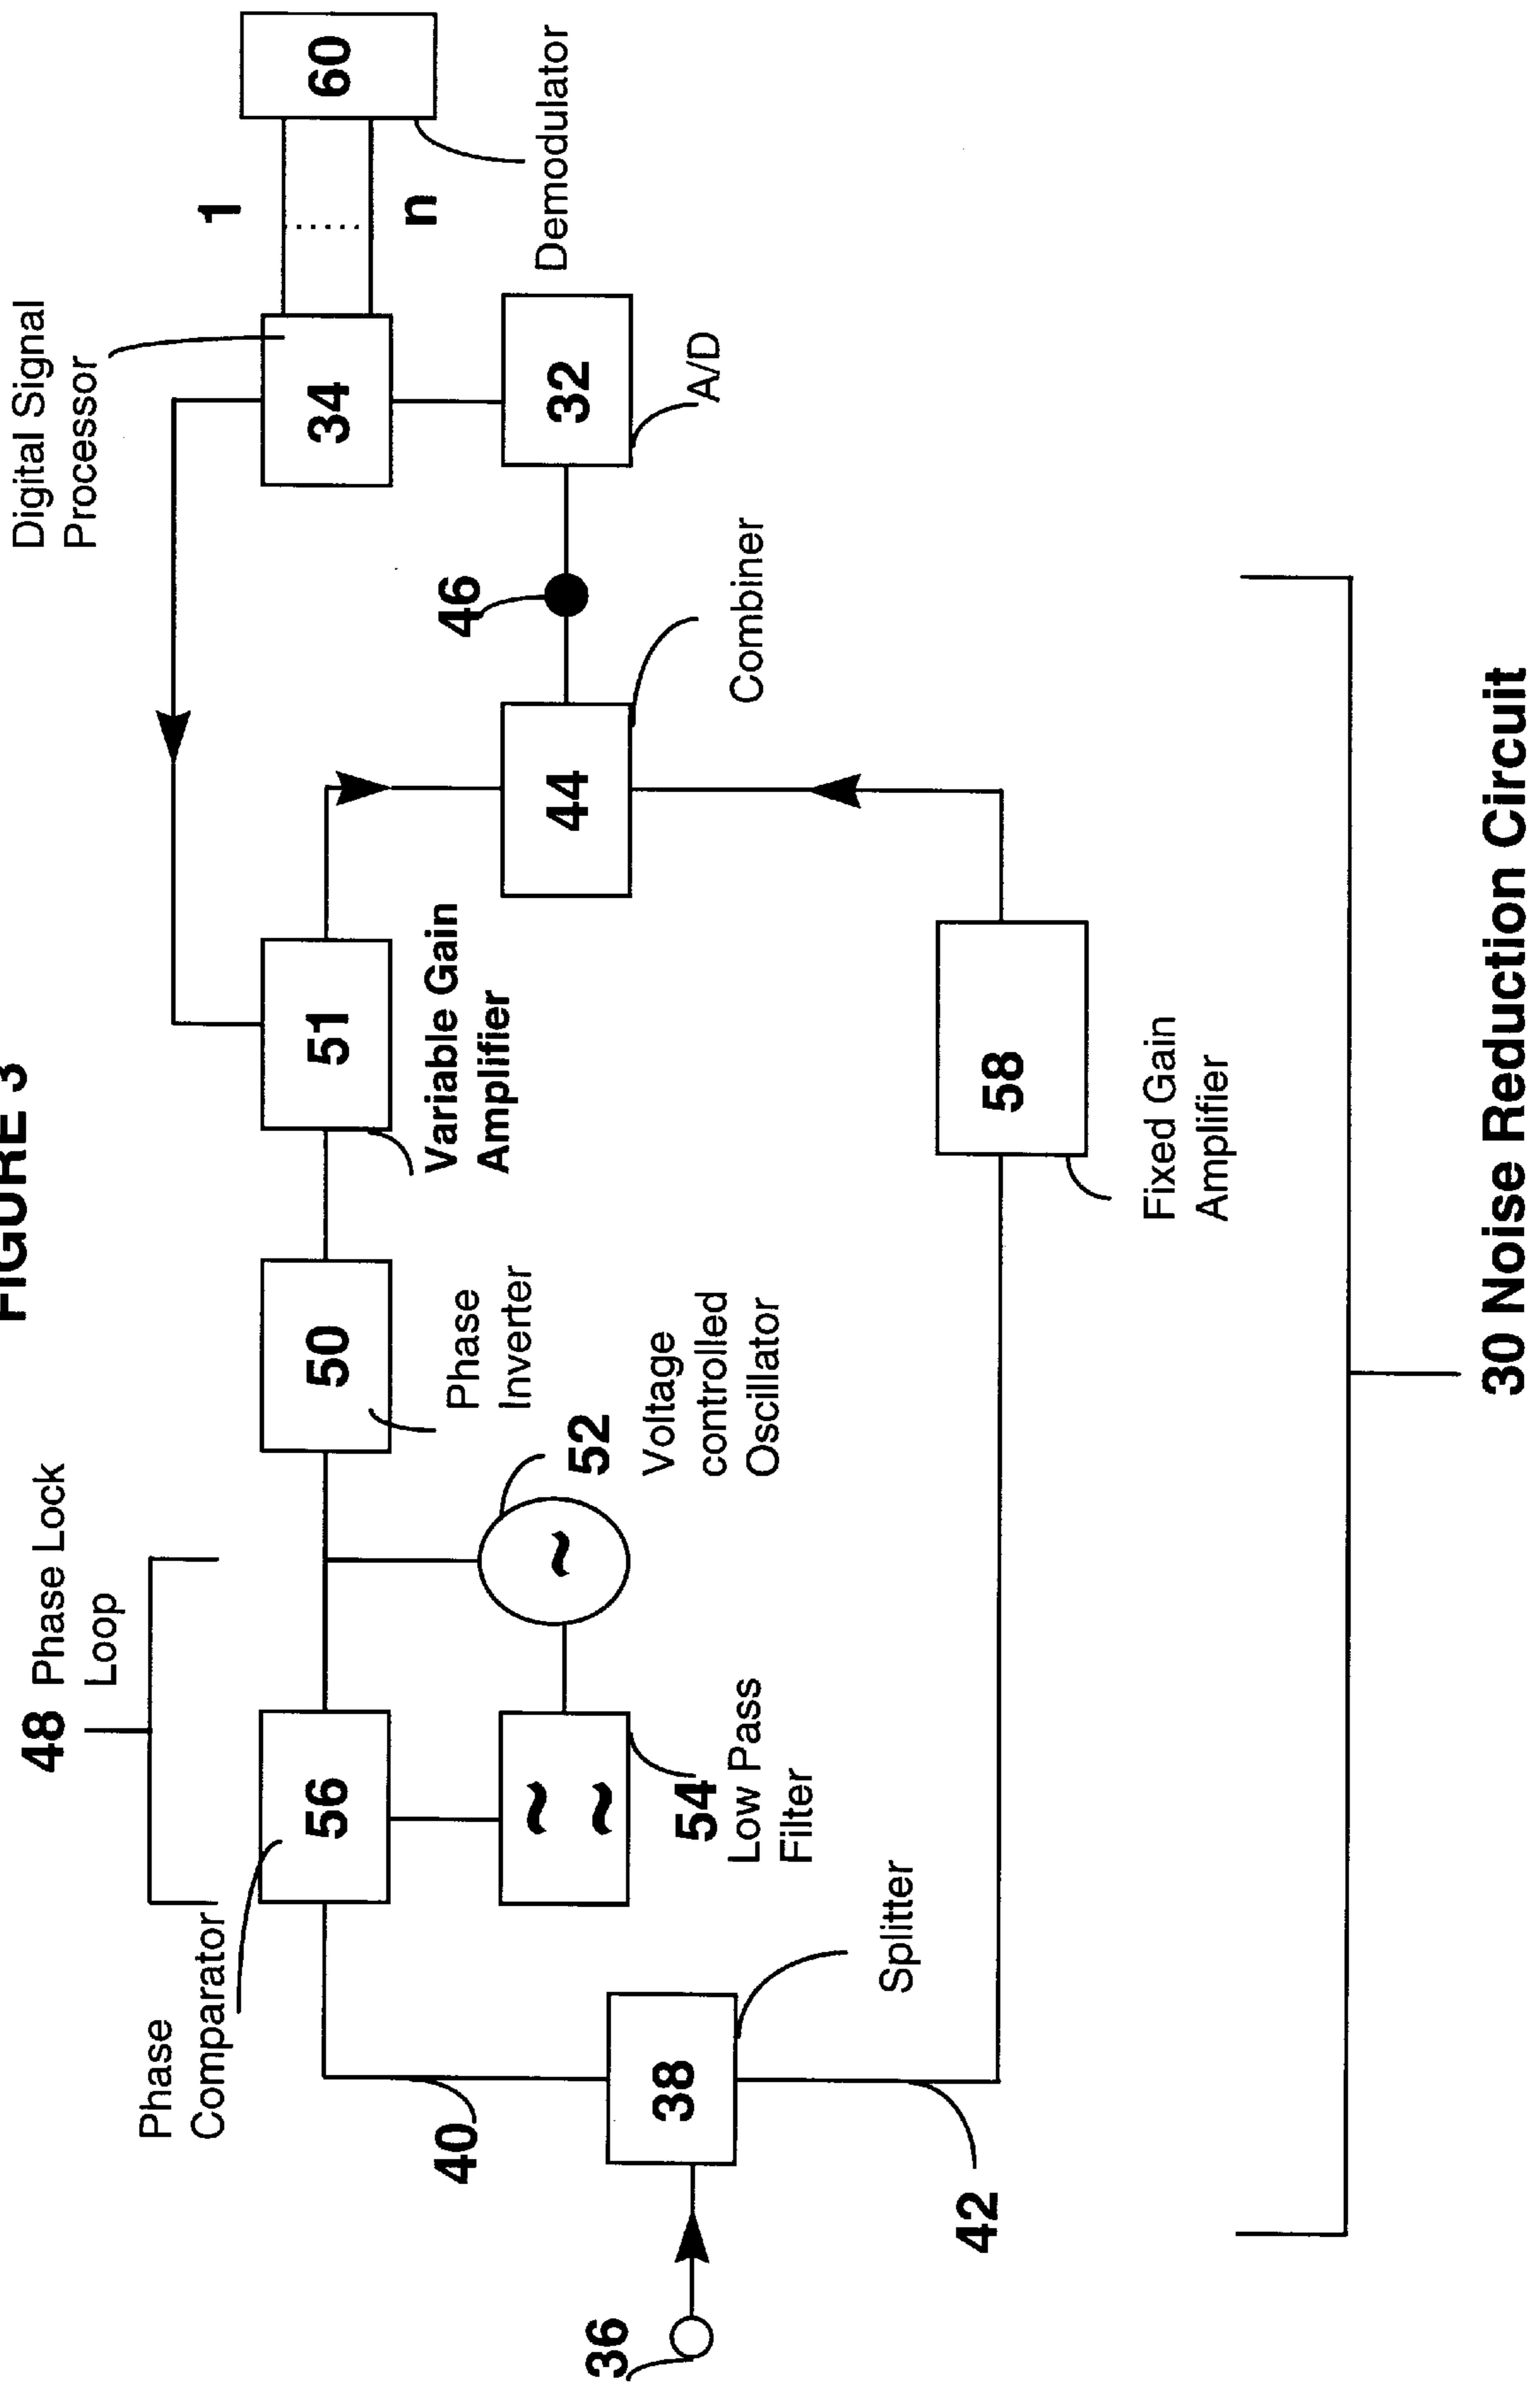 FIGURE 3
48 Phase Lock
Loop
Digital Signal
Processor
Phase
Comparator
1
56
50
51
34
60
n
40
Phase
Inverter
Variable Gain
Amplifier
46
Demodulator
52
44
32
36
38
54
Low Pass
Filter
Voltage
controlled
Oscillator
Combiner
A/D
Splitter
42
58
Fixed Gain
Amplifier
30 Noise Reduction Circuit